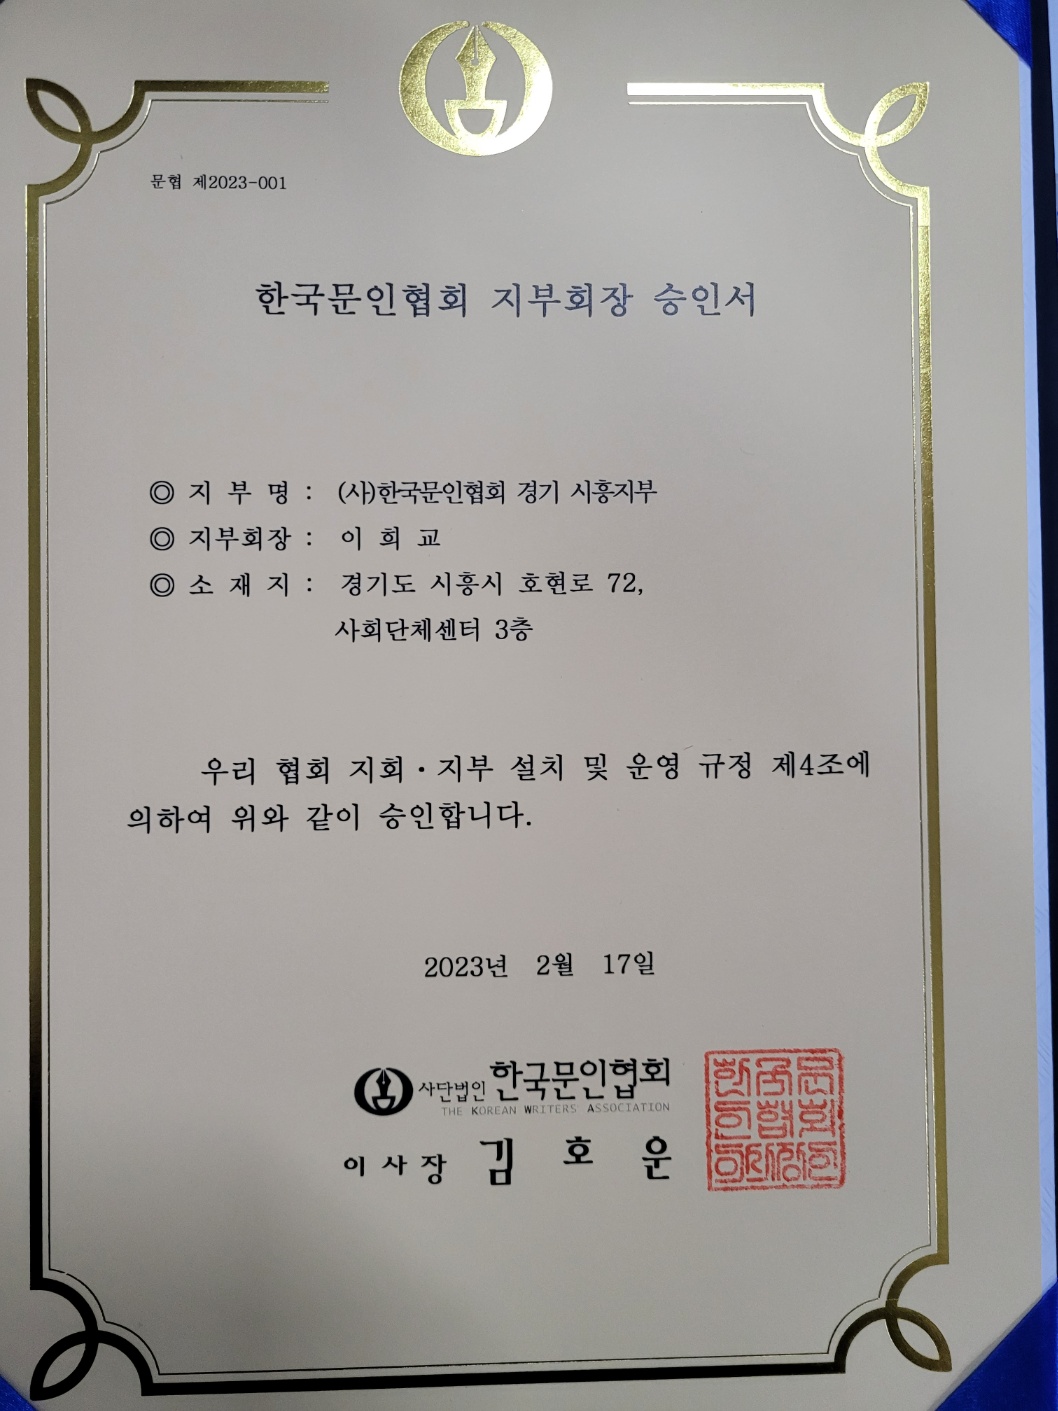 문협 제2023-001
한국문인협회 지부회장 승인서
◎ 지 부 명 : (사)한국문인협회 경기 시흥지부
◎ 지부회장 : 이 희 교
◎ 소 재 지 : 경기도 시흥시 호현로 72,
사회단체센터 3층
우리 협회 지회·지부 설치 및 운영 규정 제4조에
의하여 위와 같이 승인합니다.
2023년 2월 17일
사단법인 한국문인협회
THE KOREAN WRITERS' ASSOCIATION
이사장 김 호 운